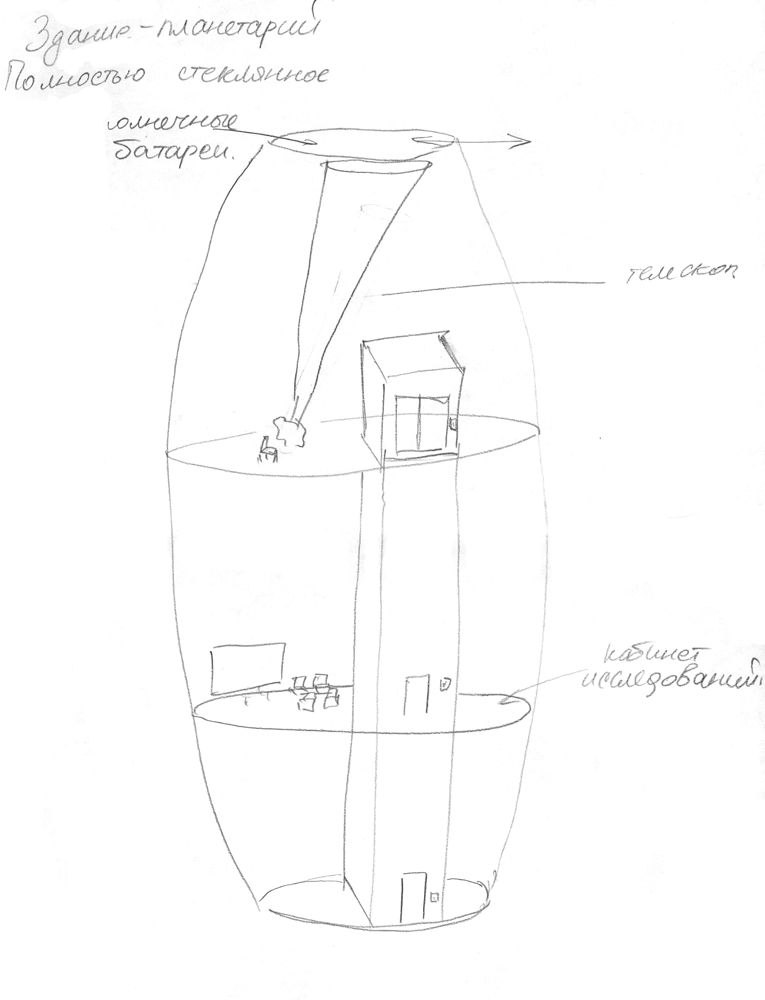 Здание-планетарий
Полностью стеклянное
солнечные
батареи.
телескоп
кабинет
исследований.